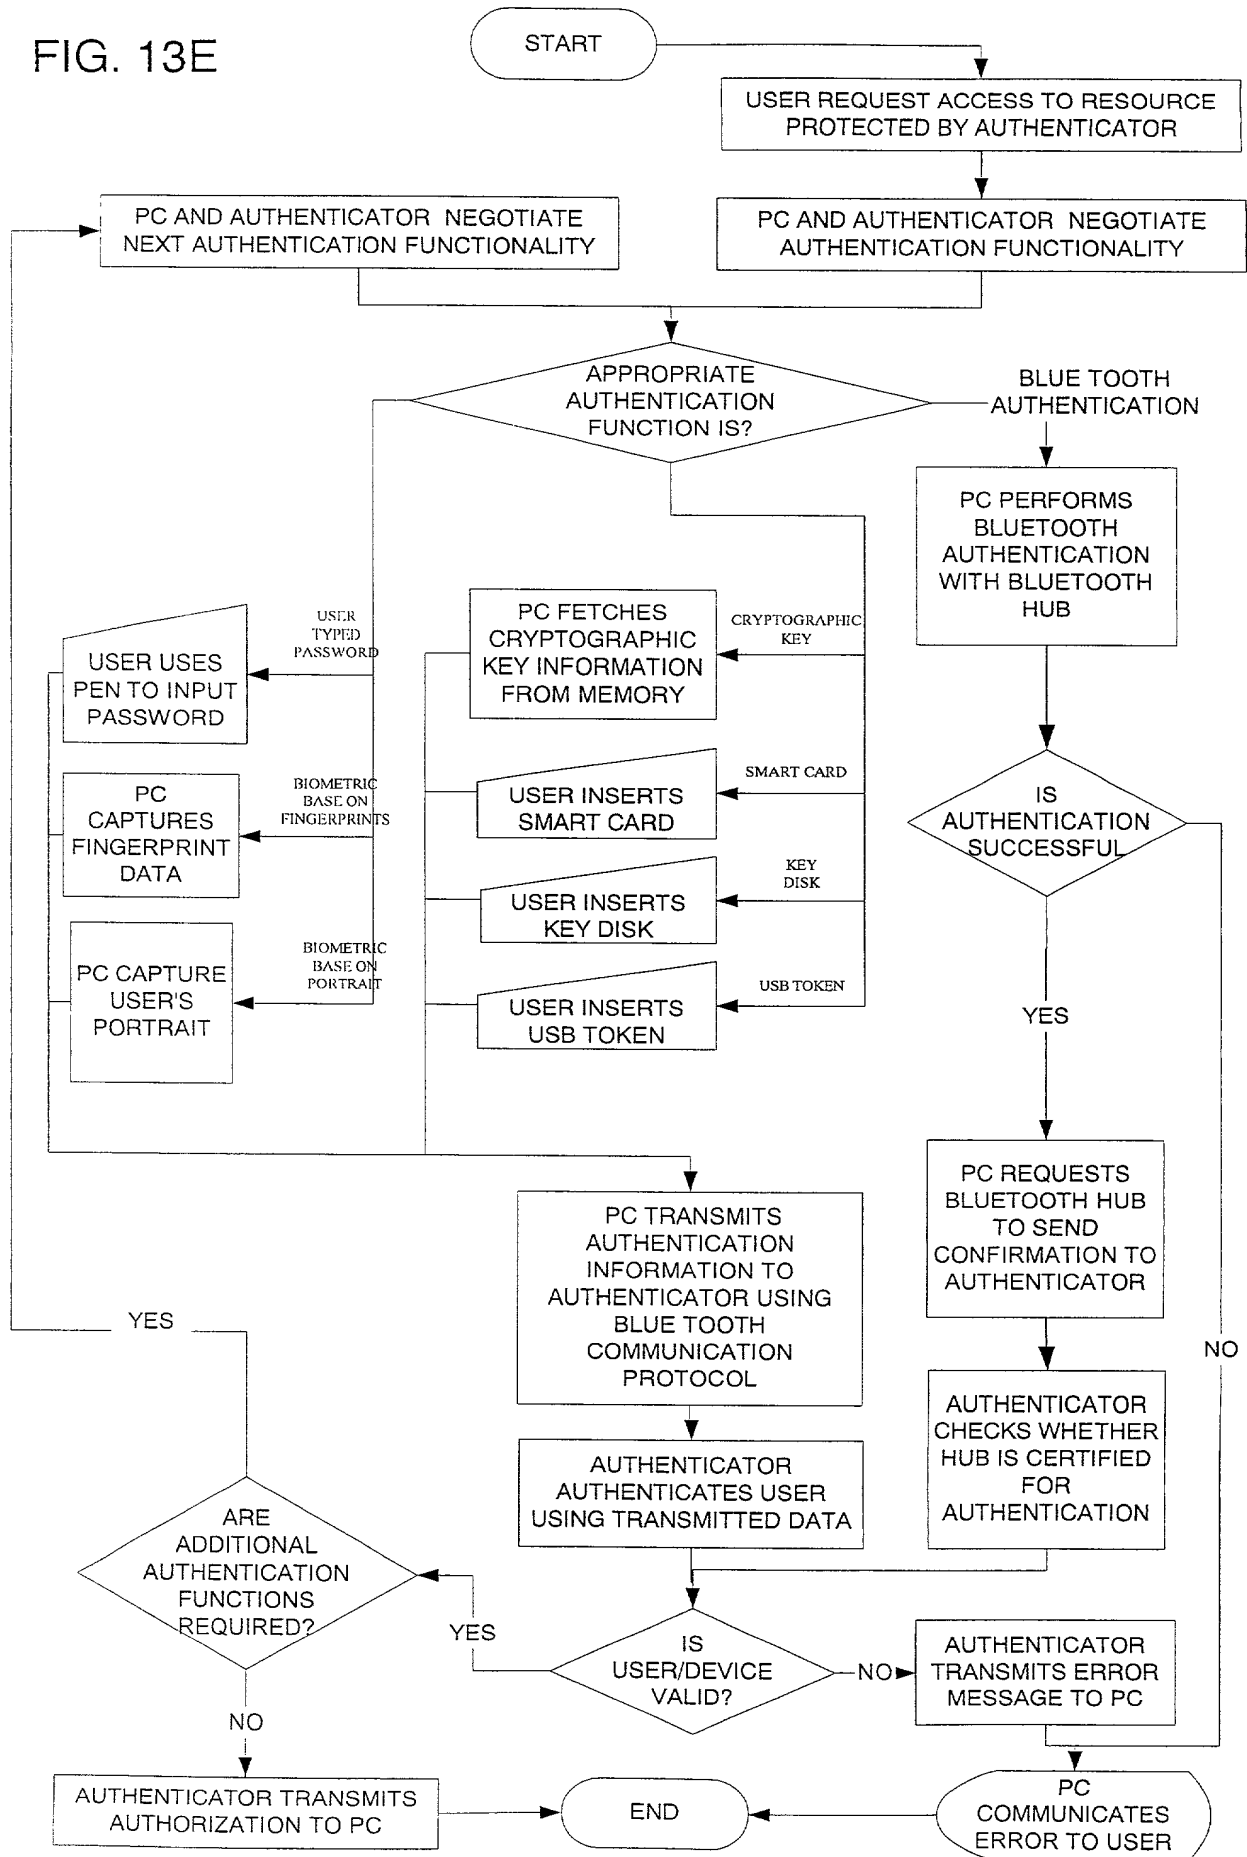 FIG. 13E
START
USER REQUEST ACCESS TO RESOURCE
PROTECTED BY AUTHENTICATOR
PC AND AUTHENTICATOR NEGOTIATE
NEXT AUTHENTICATION FUNCTIONALITY
PC AND AUTHENTICATOR NEGOTIATE
AUTHENTICATION FUNCTIONALITY
APPROPRIATE
AUTHENTICATION
FUNCTION IS?
BLUE TOOTH
AUTHENTICATION
PC PERFORMS
BLUETOOTH
AUTHENTICATION
WITH BLUETOOTH
HUB
USER
TYPED
PASSWORD
USER USES
PEN TO INPUT
PASSWORD
PC FETCHES
CRYPTOGRAPHIC
KEY INFORMATION
FROM MEMORY
CRYPTOGRAPHIC
KEY
BIOMETRIC
BASE ON
FINGERPRINTS
PC
CAPTURES
FINGERPRINT
DATA
USER INSERTS
SMART CARD
SMART CARD
IS
AUTHENTICATION
SUCCESSFUL
USER INSERTS
KEY DISK
KEY
DISK
BIOMETRIC
BASE ON
PORTRAIT
PC CAPTURE
USER'S
PORTRAIT
USER INSERTS
USB TOKEN
USB TOKEN
YES
PC REQUESTS
BLUETOOTH HUB
TO SEND
CONFIRMATION TO
AUTHENTICATOR
PC TRANSMITS
AUTHENTICATION
INFORMATION TO
AUTHENTICATOR USING
BLUE TOOTH
COMMUNICATION
PROTOCOL
YES
NO
AUTHENTICATOR
CHECKS WHETHER
HUB IS CERTIFIED
FOR
AUTHENTICATION
AUTHENTICATOR
AUTHENTICATES USER
USING TRANSMITTED DATA
ARE
ADDITIONAL
AUTHENTICATION
FUNCTIONS
REQUIRED?
YES
IS
USER/DEVICE
VALID?
NO
AUTHENTICATOR
TRANSMITS ERROR
MESSAGE TO PC
NO
AUTHENTICATOR TRANSMITS
AUTHORIZATION TO PC
END
PC
COMMUNICATES
ERROR TO USER